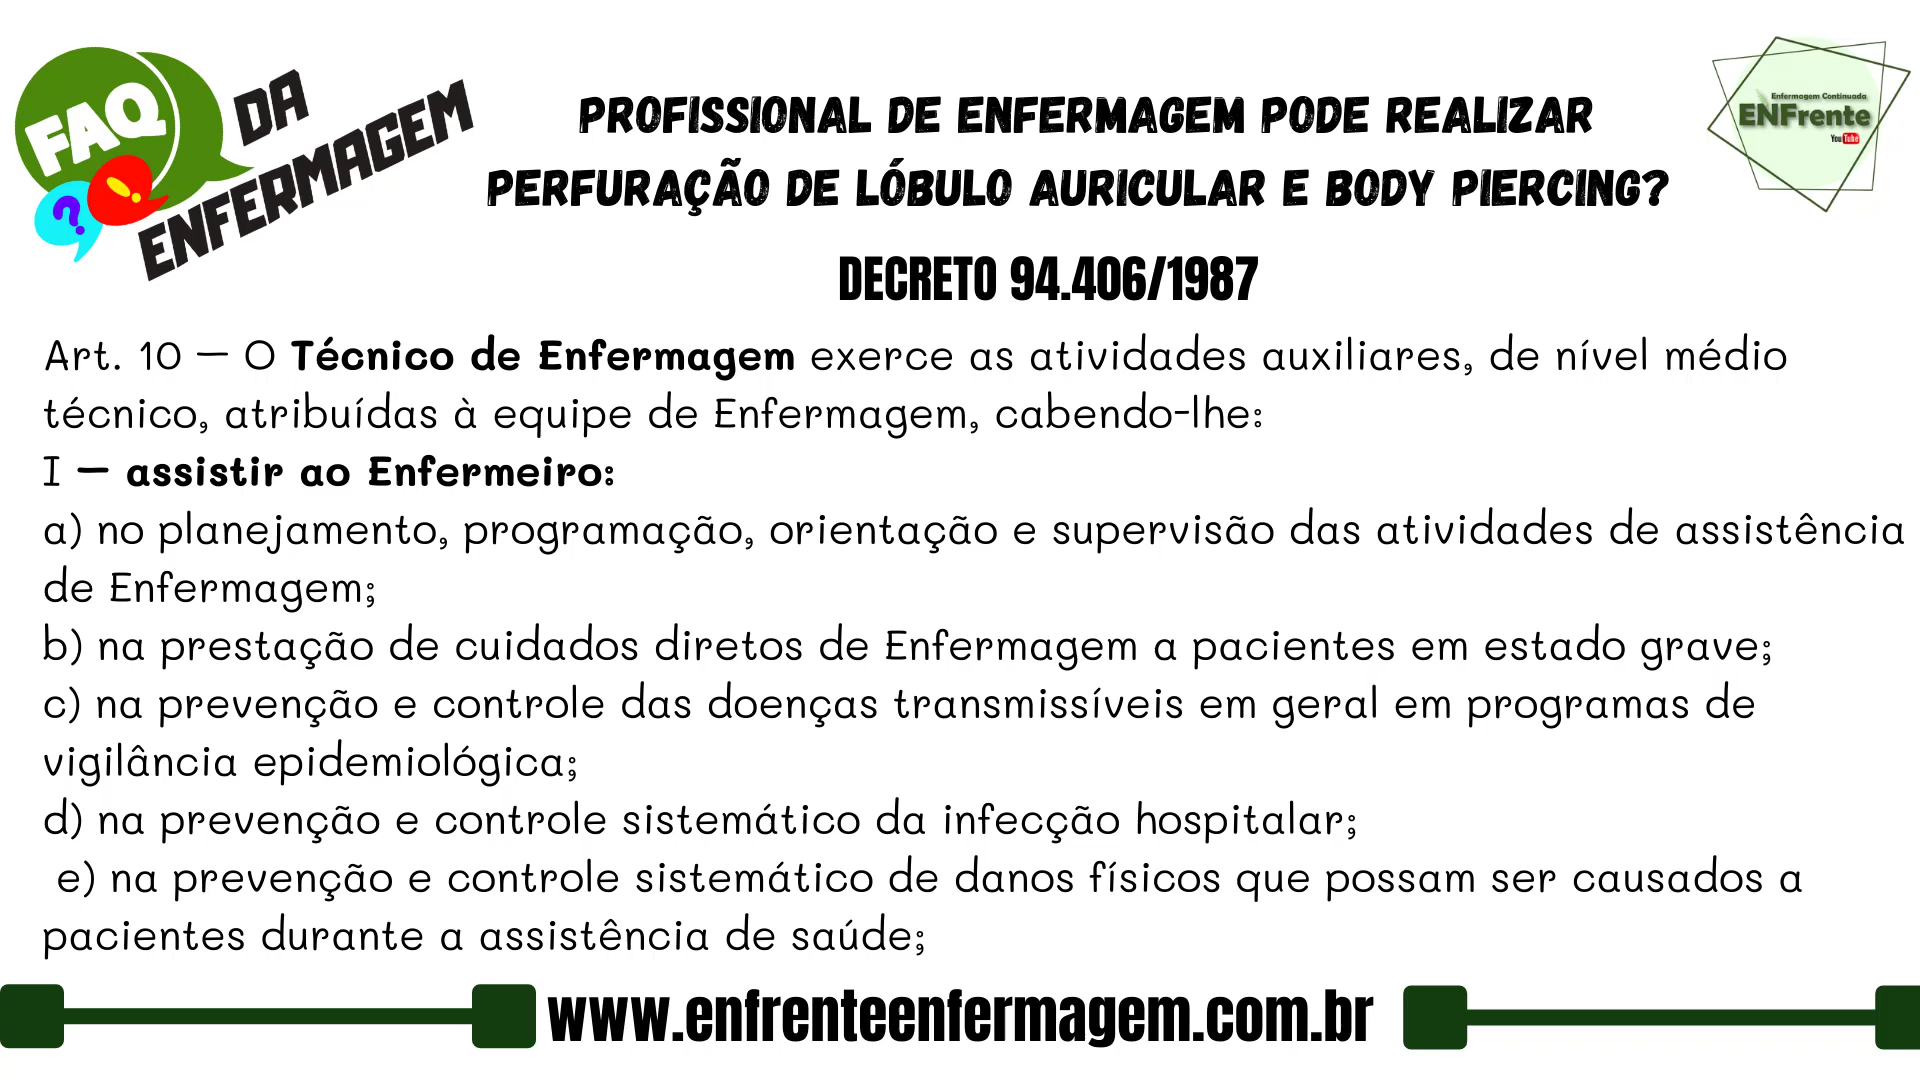 FAQ
DA
ENFERMAGEM
?
!
PROFISSIONAL DE ENFERMAGEM PODE REALIZAR
PERFURAÇÃO DE LÓBULO AURICULAR E BODY PIERCING?
Enfermagem Continuada
ENFrente
YouTube
DECRETO 94.406/1987
Art. 10 – O Técnico de Enfermagem exerce as atividades auxiliares, de nível médio
técnico, atribuídas à equipe de Enfermagem, cabendo-lhe:
I – assistir ao Enfermeiro:
a) no planejamento, programação, orientação e supervisão das atividades de assistência
de Enfermagem;
b) na prestação de cuidados diretos de Enfermagem a pacientes em estado grave;
c) na prevenção e controle das doenças transmissíveis em geral em programas de
vigilância epidemiológica;
d) na prevenção e controle sistemático da infecção hospitalar;
e) na prevenção e controle sistemático de danos físicos que possam ser causados a
pacientes durante a assistência de saúde;
www.enfrenteenfermagem.com.br